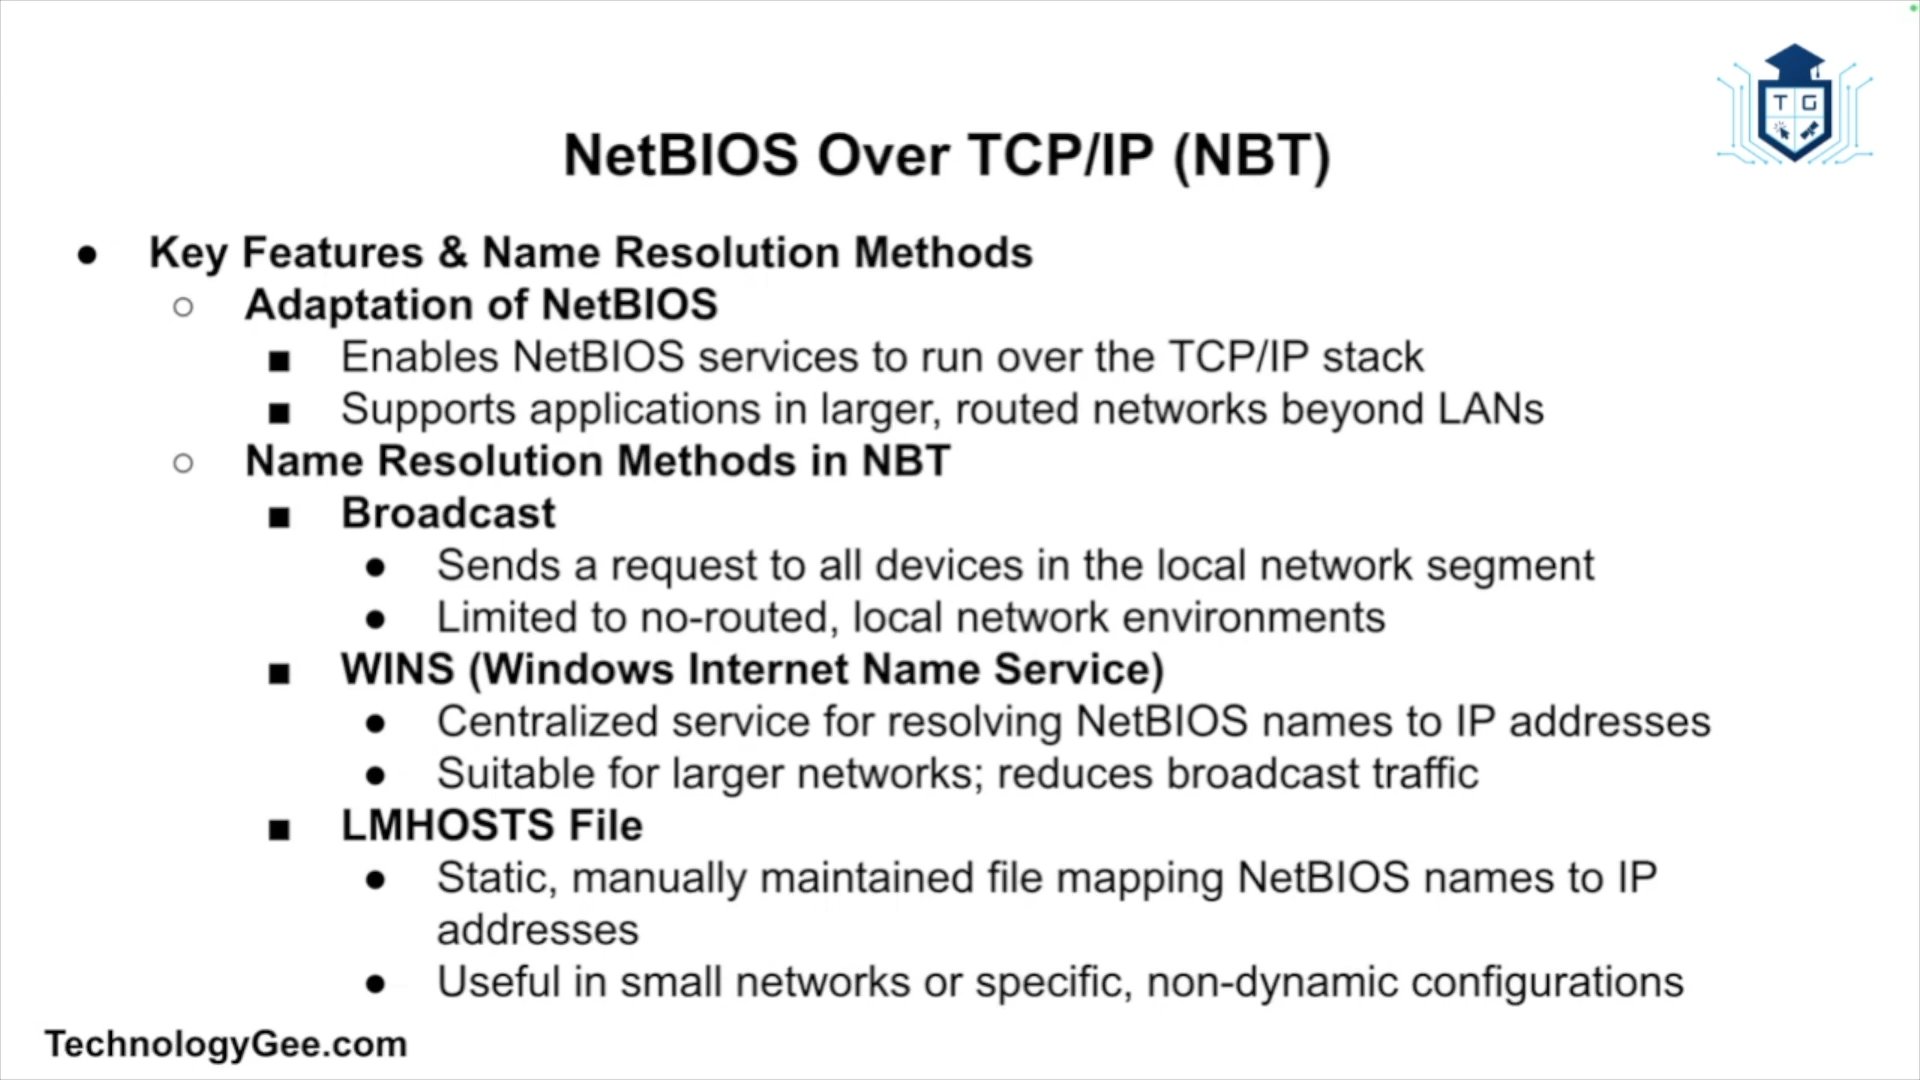 T G
NetBIOS Over TCP/IP (NBT)
● Key Features & Name Resolution Methods
○ Adaptation of NetBIOS
■ Enables NetBIOS services to run over the TCP/IP stack
■ Supports applications in larger, routed networks beyond LANs
○ Name Resolution Methods in NBT
■ Broadcast
● Sends a request to all devices in the local network segment
● Limited to no-routed, local network environments
■ WINS (Windows Internet Name Service)
● Centralized service for resolving NetBIOS names to IP addresses
● Suitable for larger networks; reduces broadcast traffic
■ LMHOSTS File
● Static, manually maintained file mapping NetBIOS names to IP
addresses
● Useful in small networks or specific, non-dynamic configurations
TechnologyGee.com